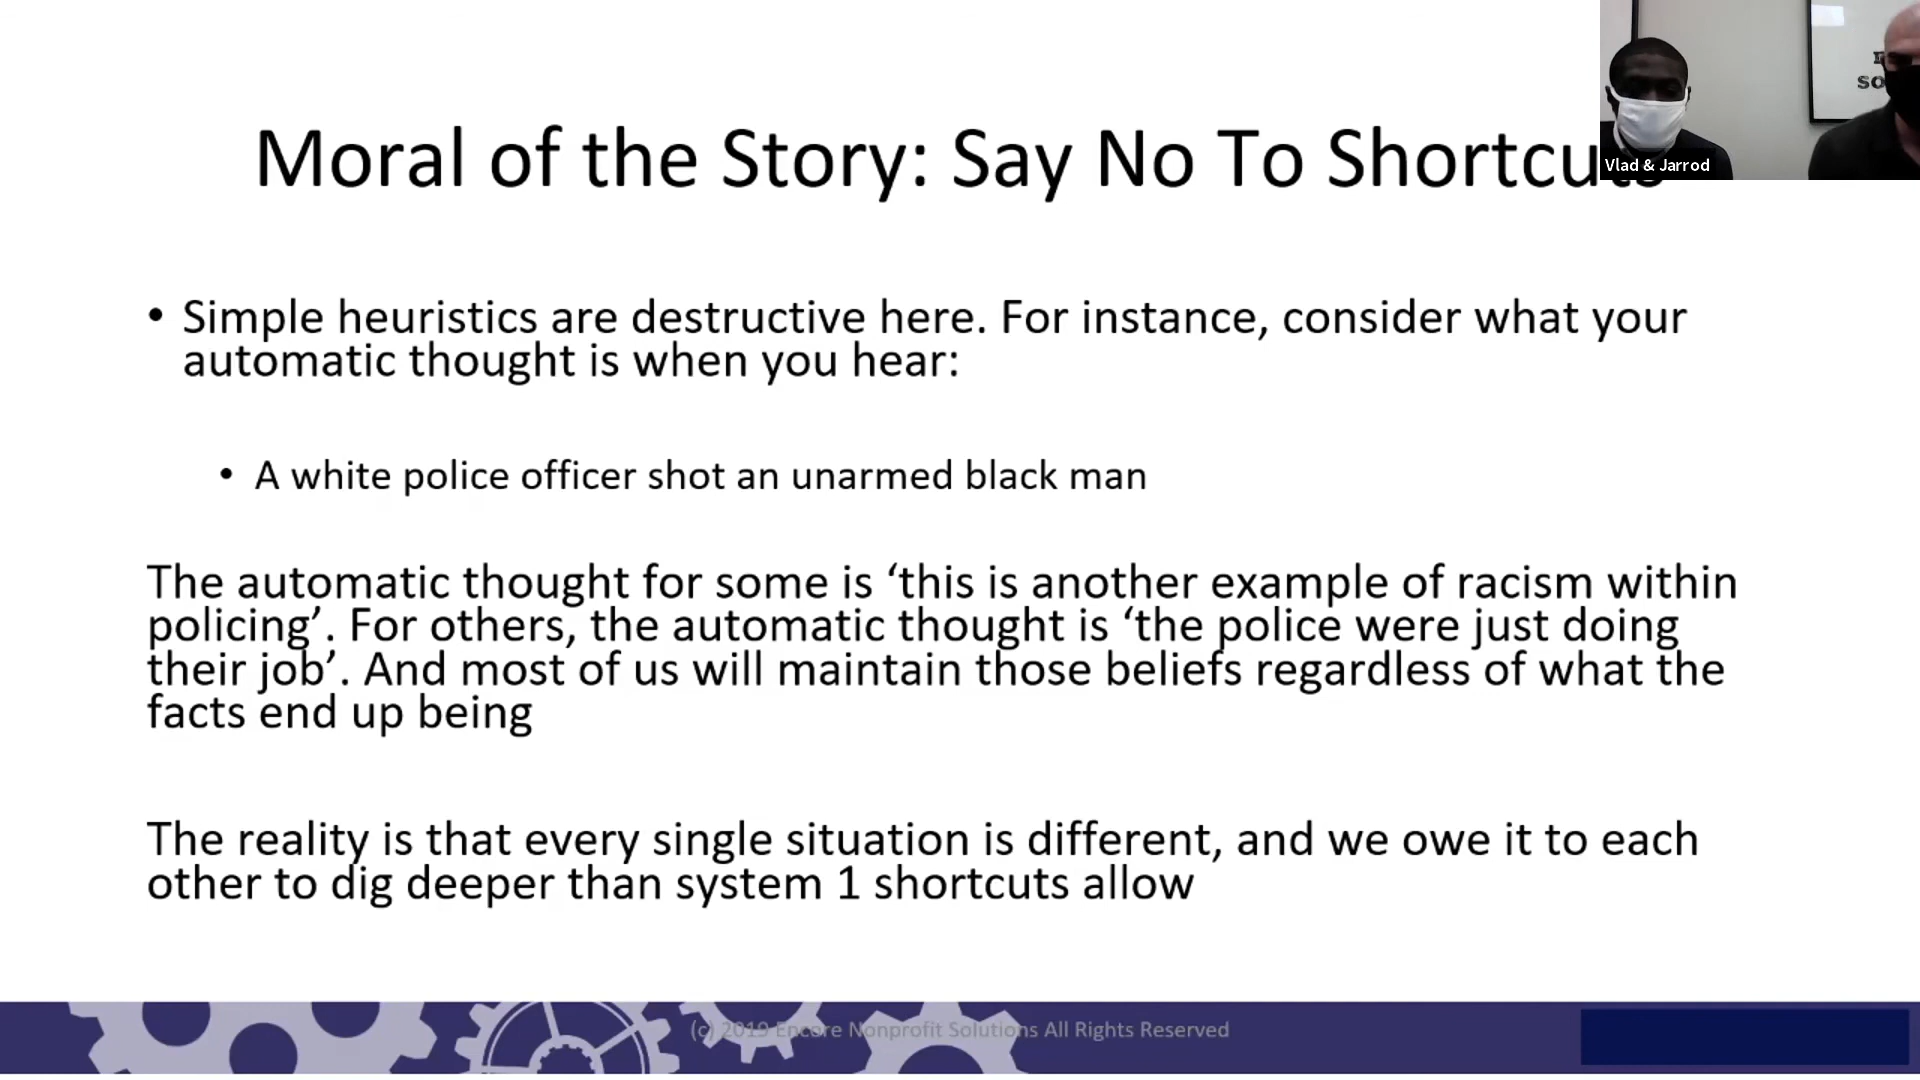 Moral of the Story: Say No To Shortcuts
Vlad & Jarrod
• Simple heuristics are destructive here. For instance, consider what your
automatic thought is when you hear:
• A white police officer shot an unarmed black man
The automatic thought for some is ‘this is another example of racism within
policing’. For others, the automatic thought is ‘the police were just doing
their job’. And most of us will maintain those beliefs regardless of what the
facts end up being
The reality is that every single situation is different, and we owe it to each
other to dig deeper than system 1 shortcuts allow
(c) 2019 Encore Nonprofit Solutions All Rights Reserved